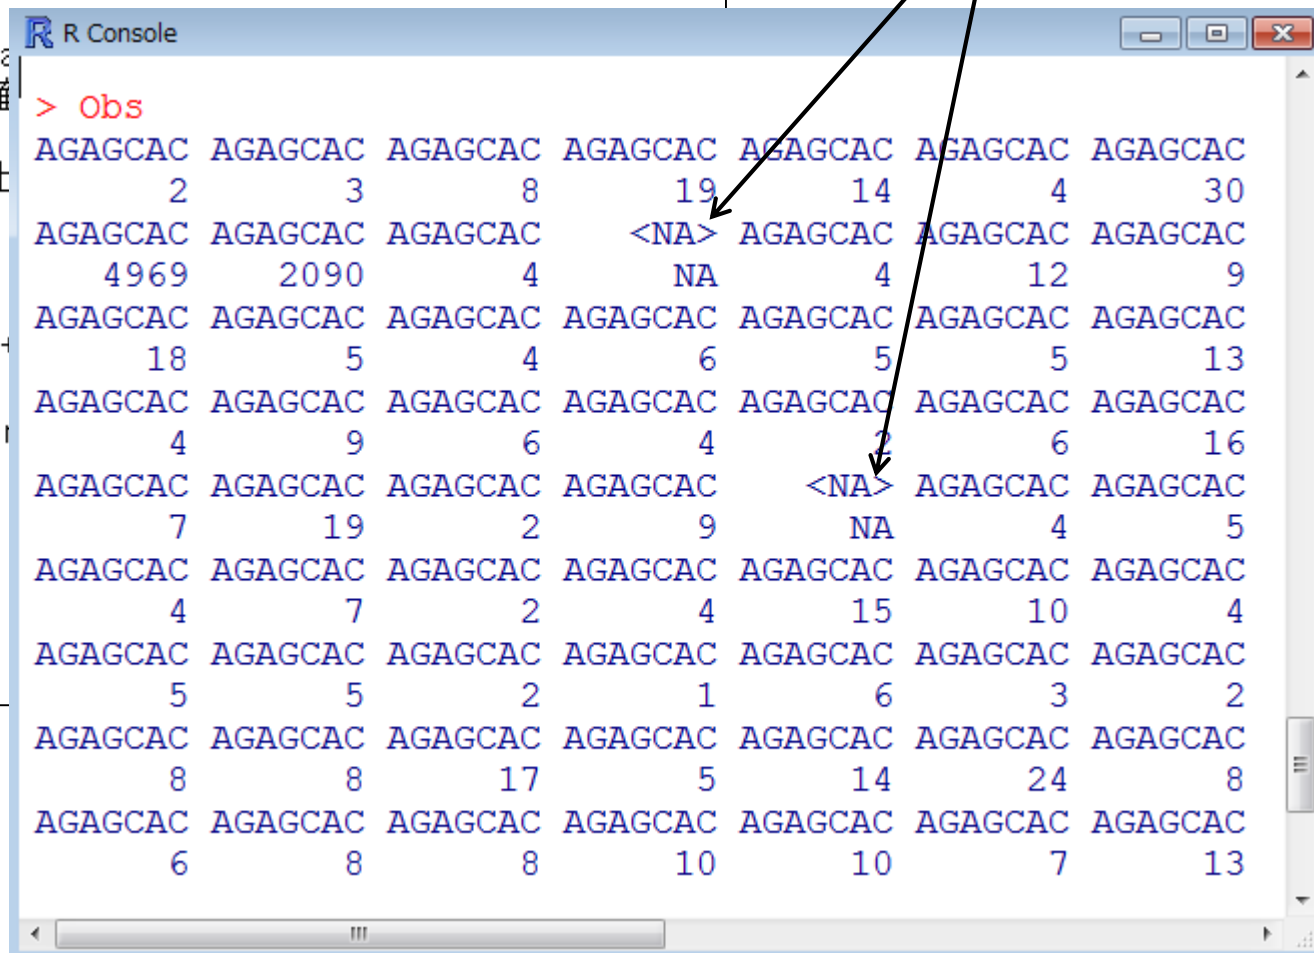 R Console
> Obs
AGAGCAC AGAGCAC AGAGCAC AGAGCAC AGAGCAC AGAGCAC AGAGCAC
2 3 8 19 14 4 30
AGAGCAC AGAGCAC AGAGCAC <NA> AGAGCAC AGAGCAC AGAGCAC
4969 2090 4 NA 4 12 9
AGAGCAC AGAGCAC AGAGCAC AGAGCAC AGAGCAC AGAGCAC AGAGCAC
18 5 4 6 5 5 13
AGAGCAC AGAGCAC AGAGCAC AGAGCAC AGAGCAC AGAGCAC AGAGCAC
4 9 6 4 2 6 16
AGAGCAC AGAGCAC AGAGCAC AGAGCAC <NA> AGAGCAC AGAGCAC
7 19 2 9 NA 4 5
AGAGCAC AGAGCAC AGAGCAC AGAGCAC AGAGCAC AGAGCAC AGAGCAC
4 7 2 4 15 10 4
AGAGCAC AGAGCAC AGAGCAC AGAGCAC AGAGCAC AGAGCAC AGAGCAC
5 5 2 1 6 3 2
AGAGCAC AGAGCAC AGAGCAC AGAGCAC AGAGCAC AGAGCAC AGAGCAC
8 8 17 5 14 24 8
AGAGCAC AGAGCAC AGAGCAC AGAGCAC AGAGCAC AGAGCAC AGAGCAC
6 8 8 10 10 7 13